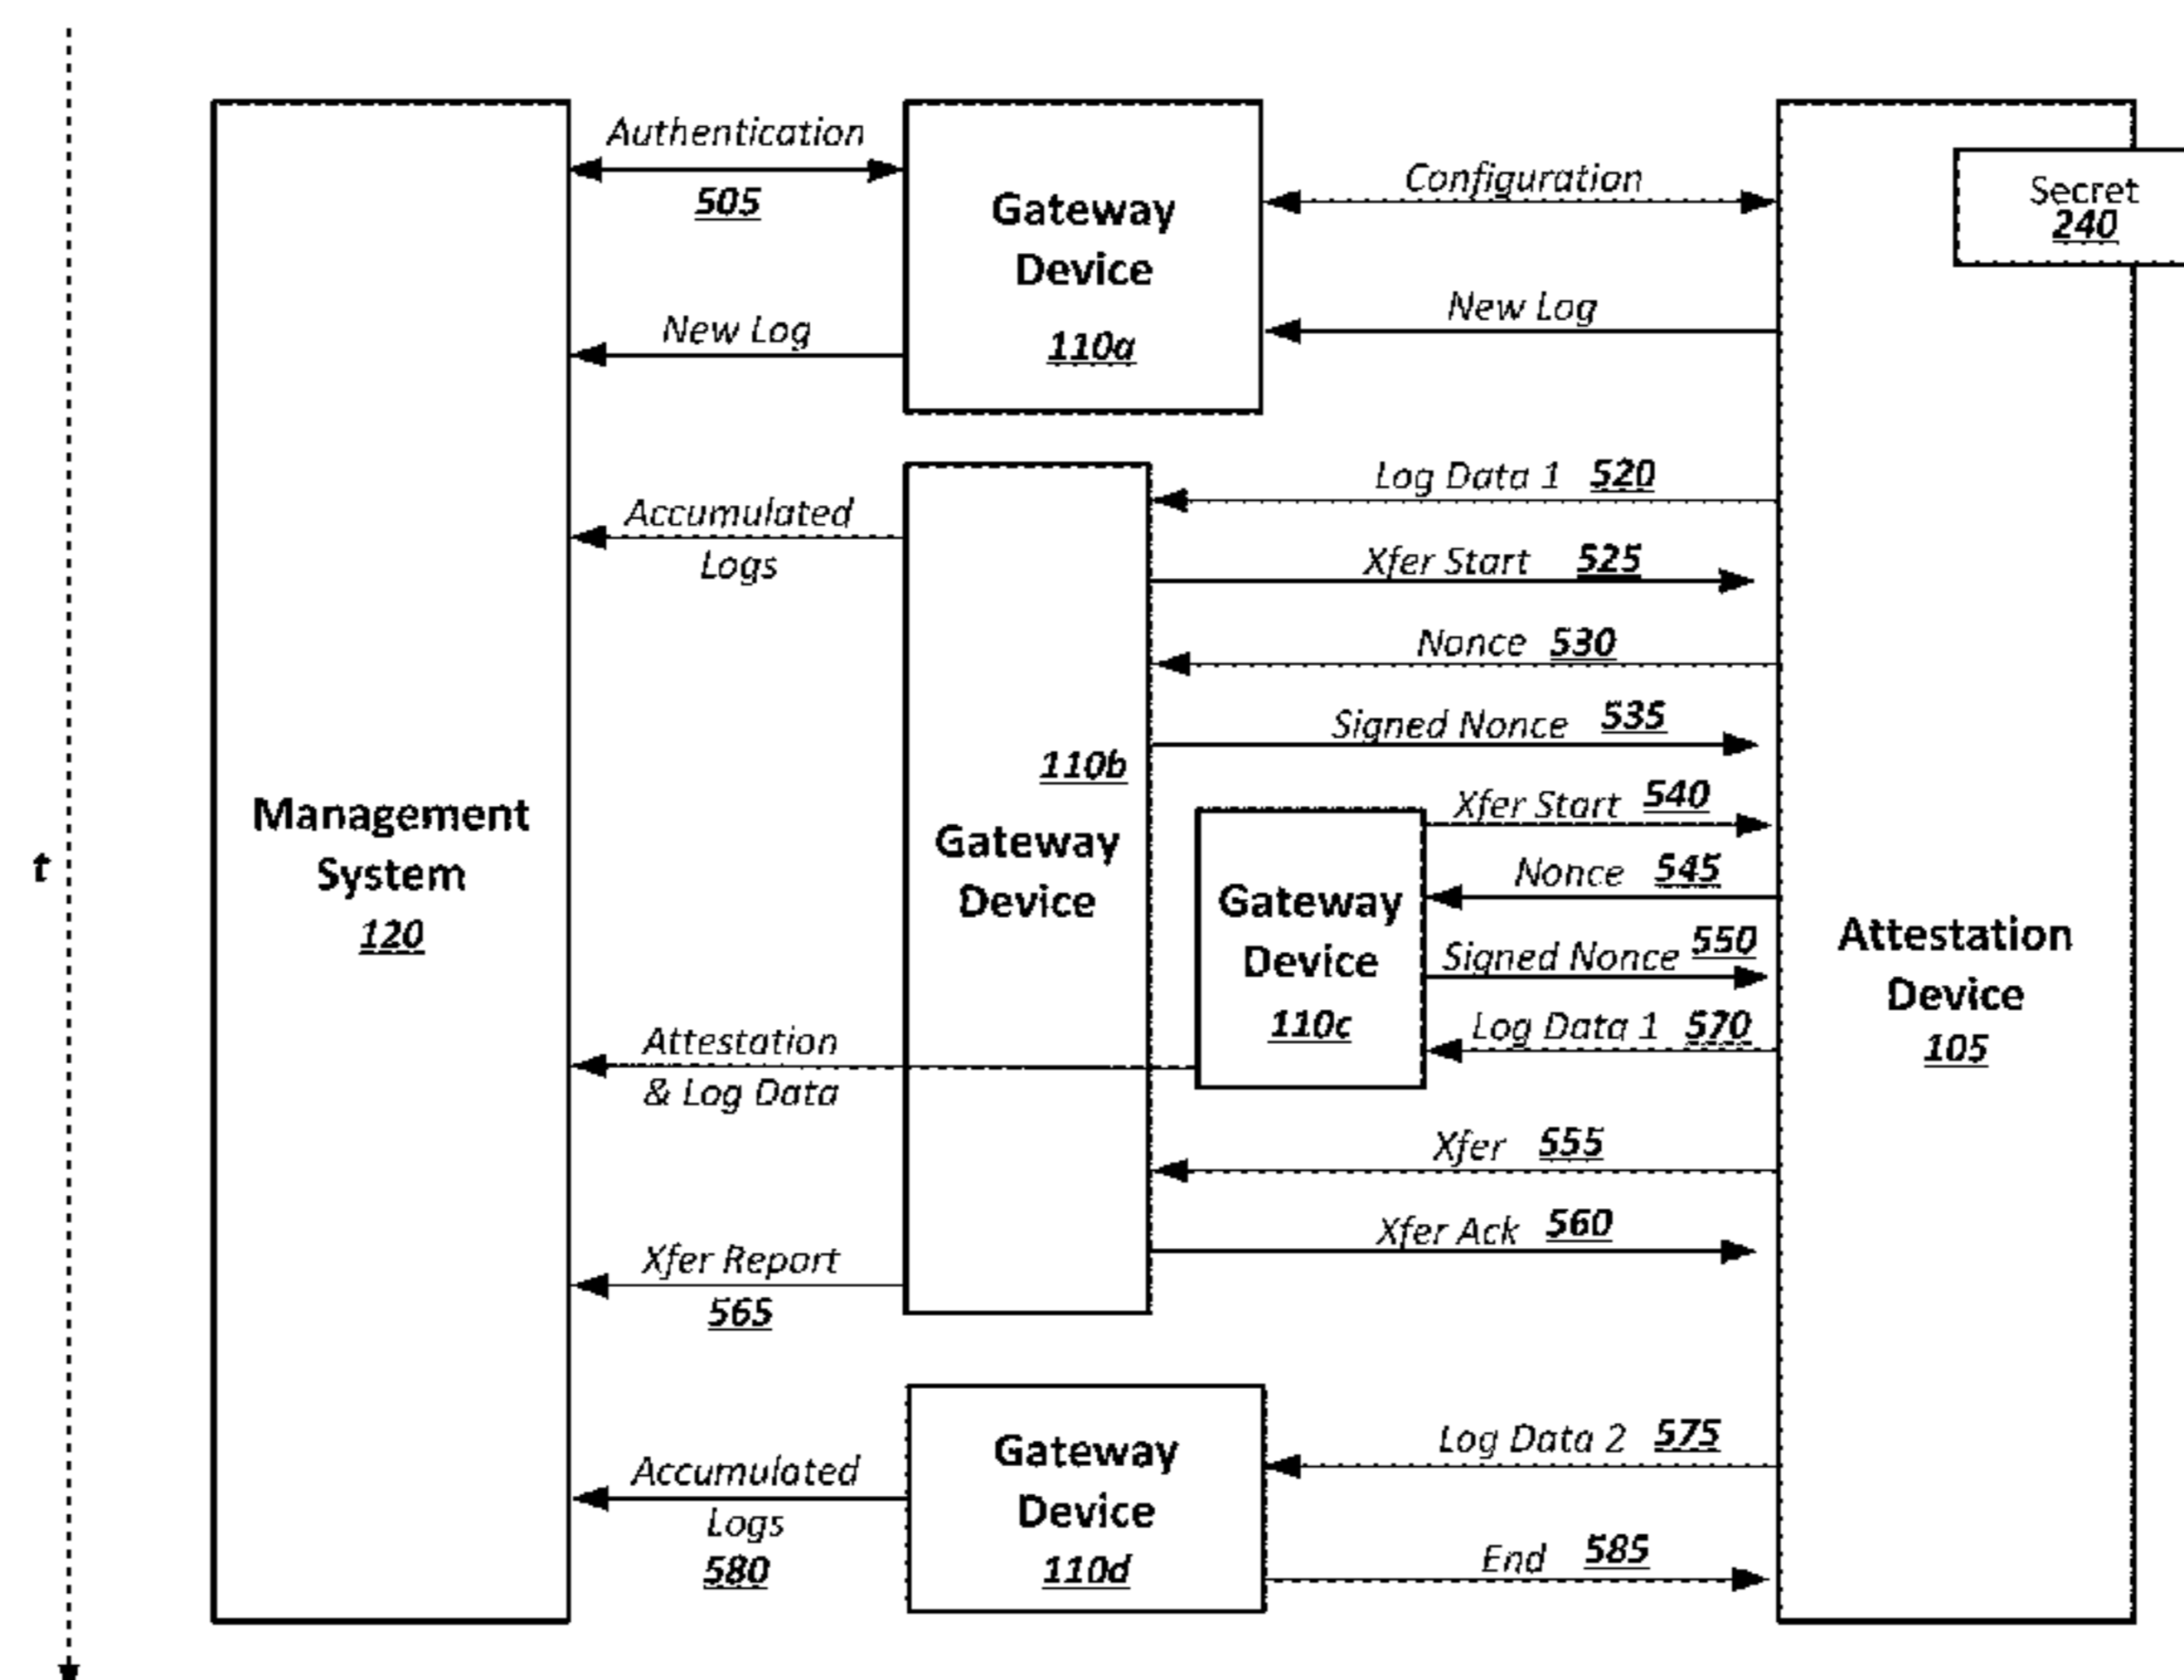 Authentication
505
Configuration
Secret
240
Gateway
Device
110a
New Log
New Log
Log Data 1 520
Accumulated
Logs
Xfer Start 525
Nonce 530
Signed Nonce 535
110b
Gateway
Device
Xfer Start 540
Nonce 545
Gateway
Device
110c
Signed Nonce 550
Log Data 1 570
Management
System
120
t
Attestation
Device
105
Attestation
& Log Data
Xfer 555
Xfer Ack 560
Xfer Report
565
Gateway
Device
110d
Log Data 2 575
Accumulated
Logs
580
End 585